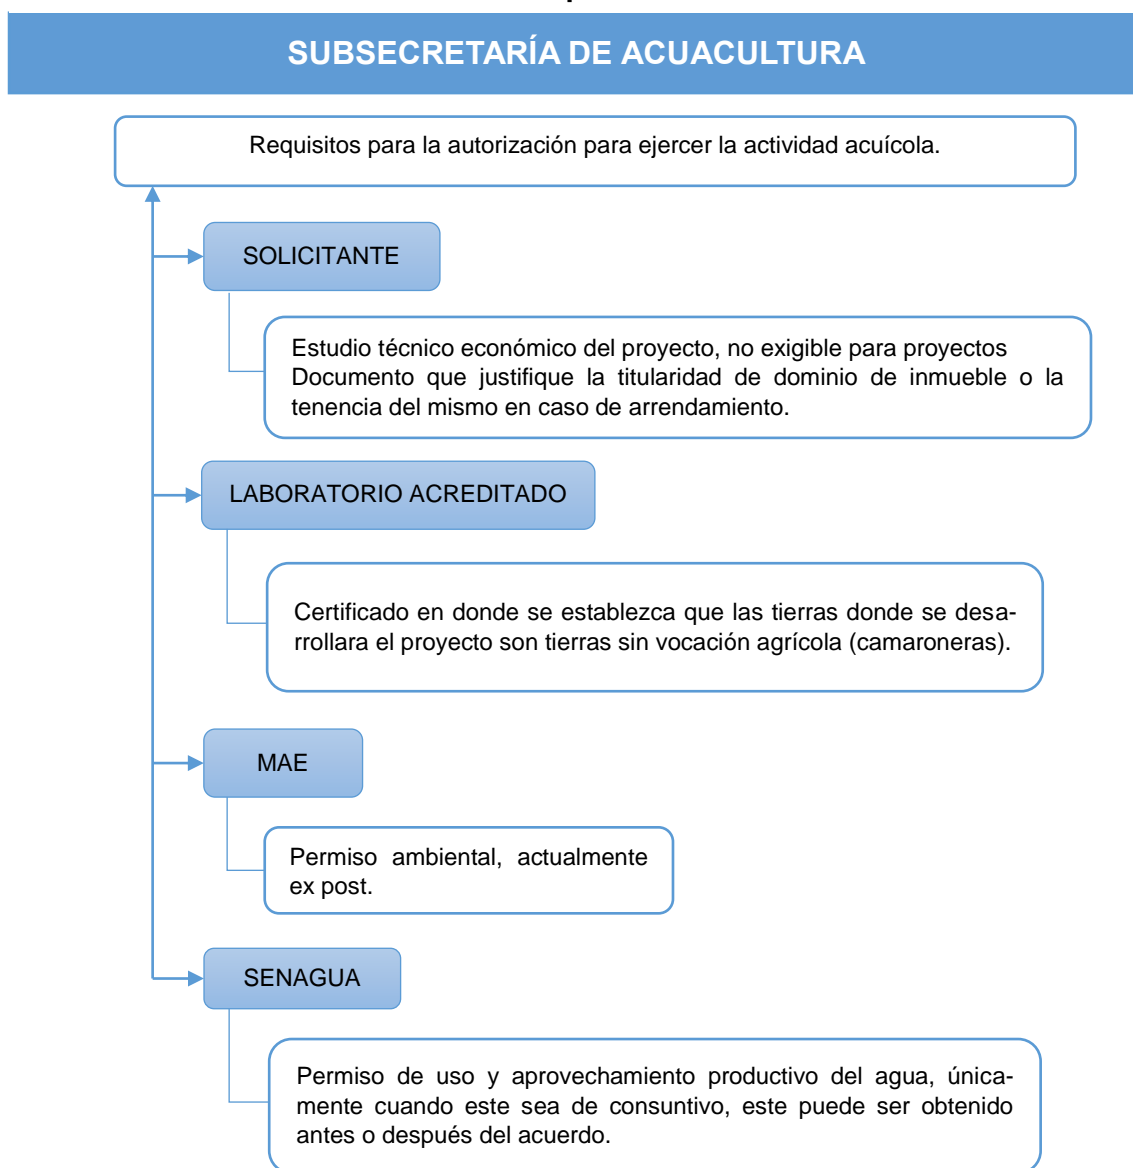 SUBSECRETARÍA DE ACUACULTURA
Requisitos para la autorización para ejercer la actividad acuícola.
SOLICITANTE
Estudio técnico económico del proyecto, no exigible para proyectos
Documento que justifique la titularidad de dominio de inmueble o la
tenencia del mismo en caso de arrendamiento.
LABORATORIO ACREDITADO
Certificado en donde se establezca que las tierras donde se desa-
rrollara el proyecto son tierras sin vocación agrícola (camaroneras).
MAE
Permiso ambiental, actualmente
ex post.
SENAGUA
Permiso de uso y aprovechamiento productivo del agua, única-
mente cuando este sea de consuntivo, este puede ser obtenido
antes o después del acuerdo.